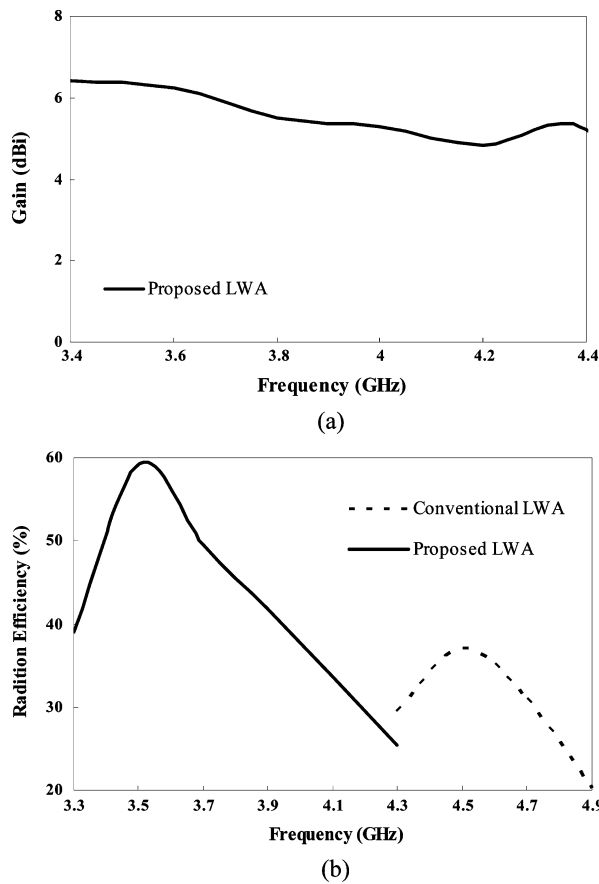 8
6
4
2
0
Gain (dBi)
Proposed LWA
3.4 3.6 3.8 4 4.2 4.4
Frequency (GHz)
(a)
60
50
40
30
20
Radition Efficiency (%)
Conventional LWA
Proposed LWA
3.3 3.5 3.7 3.9 4.1 4.3 4.5 4.7 4.9
Frequency (GHz)
(b)